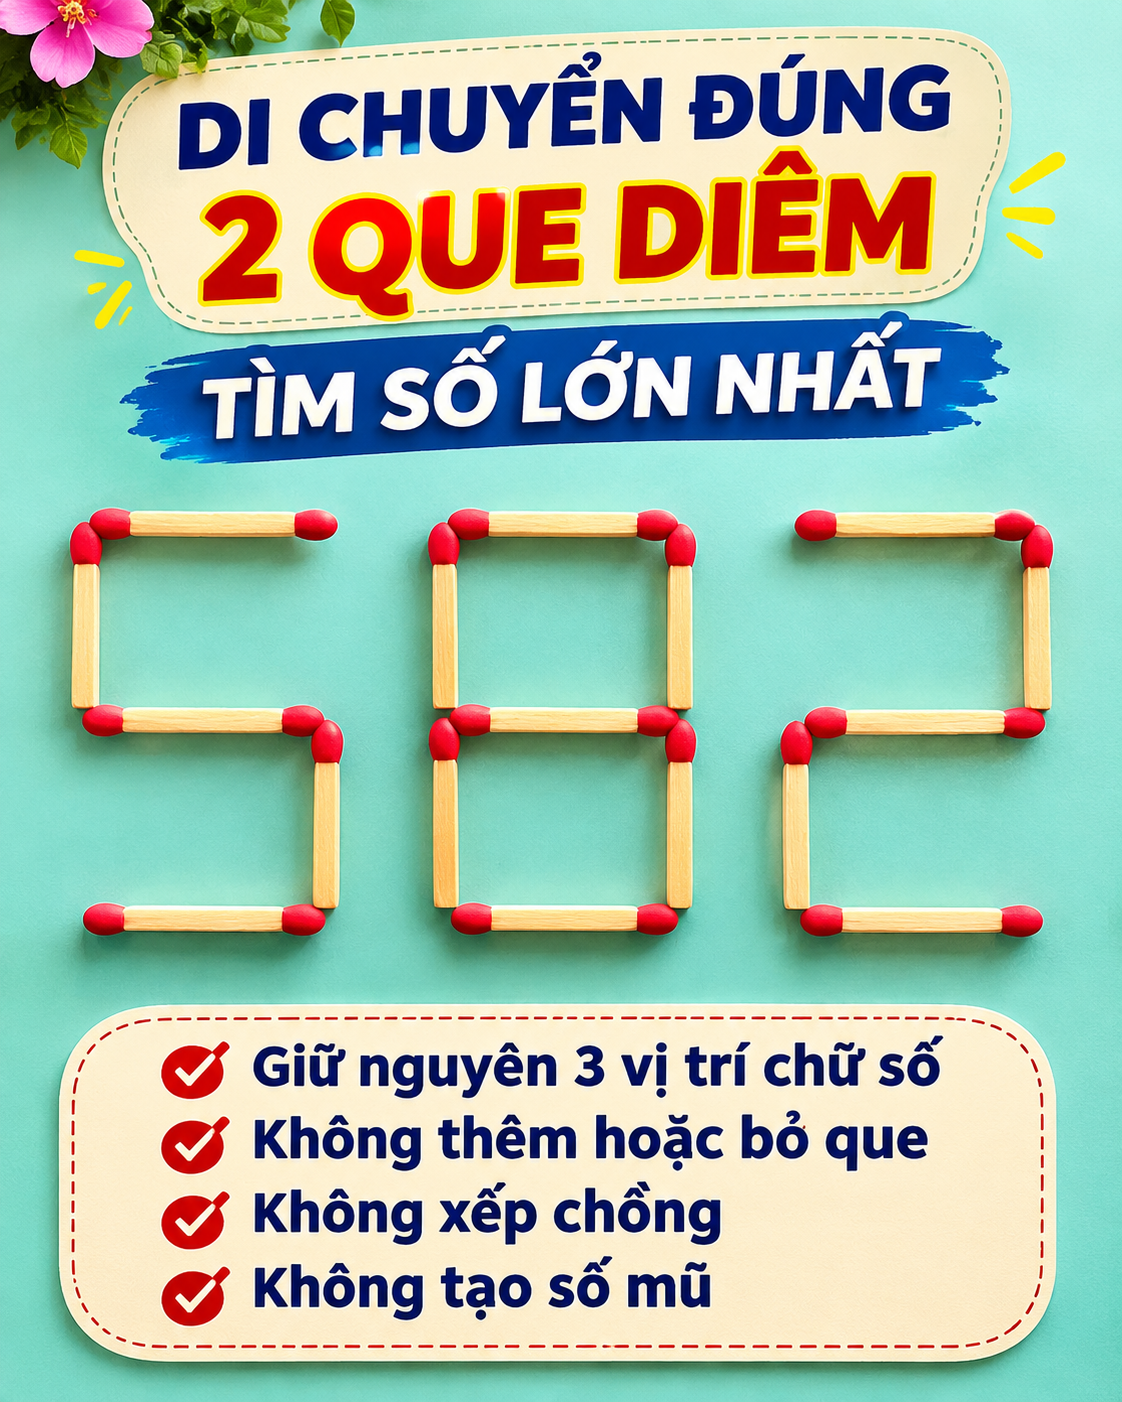 DI CHUYỂN ĐÚNG
2 QUE DIÊM
TÌM SỐ LỚN NHẤT
582
Giữ nguyên 3 vị trí chữ số
Không thêm hoặc bỏ que
Không xếp chồng
Không tạo số mũ